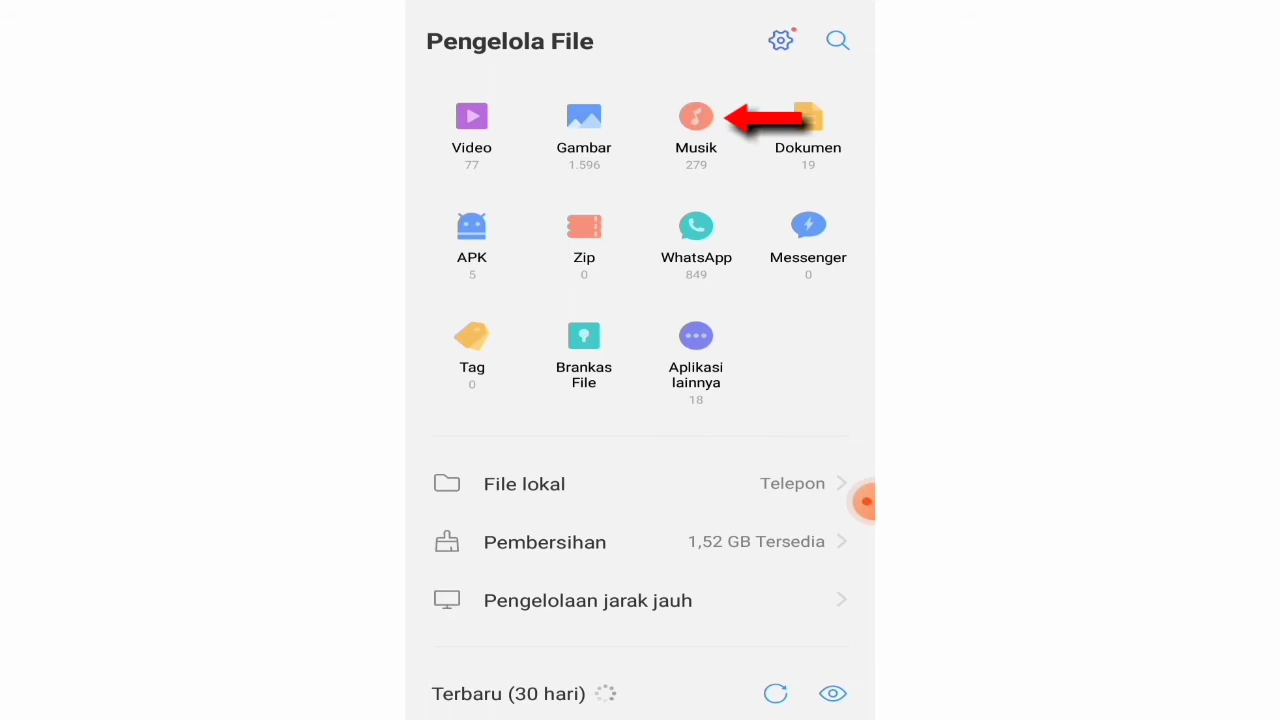 Pengelola File
Video
Gambar
Musik
Dokumen
77
1.596
279
19
APK
Zip
WhatsApp
Messenger
5
0
849
0
Tag
Brankas
File
Aplikasi
lainnya
0
18
File lokal
Telepon
Pembersihan
1,52 GB Tersedia
Pengelolaan jarak jauh
Terbaru (30 hari)